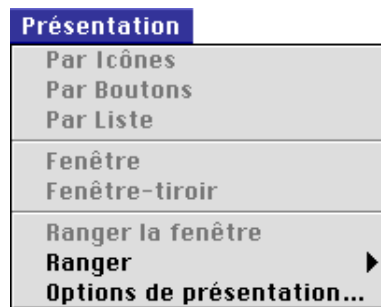 Présentation
Par Icônes
Par Boutons
Par Liste
Fenêtre
Fenêtre-tiroir
Ranger la fenêtre
Ranger
Options de présentation...